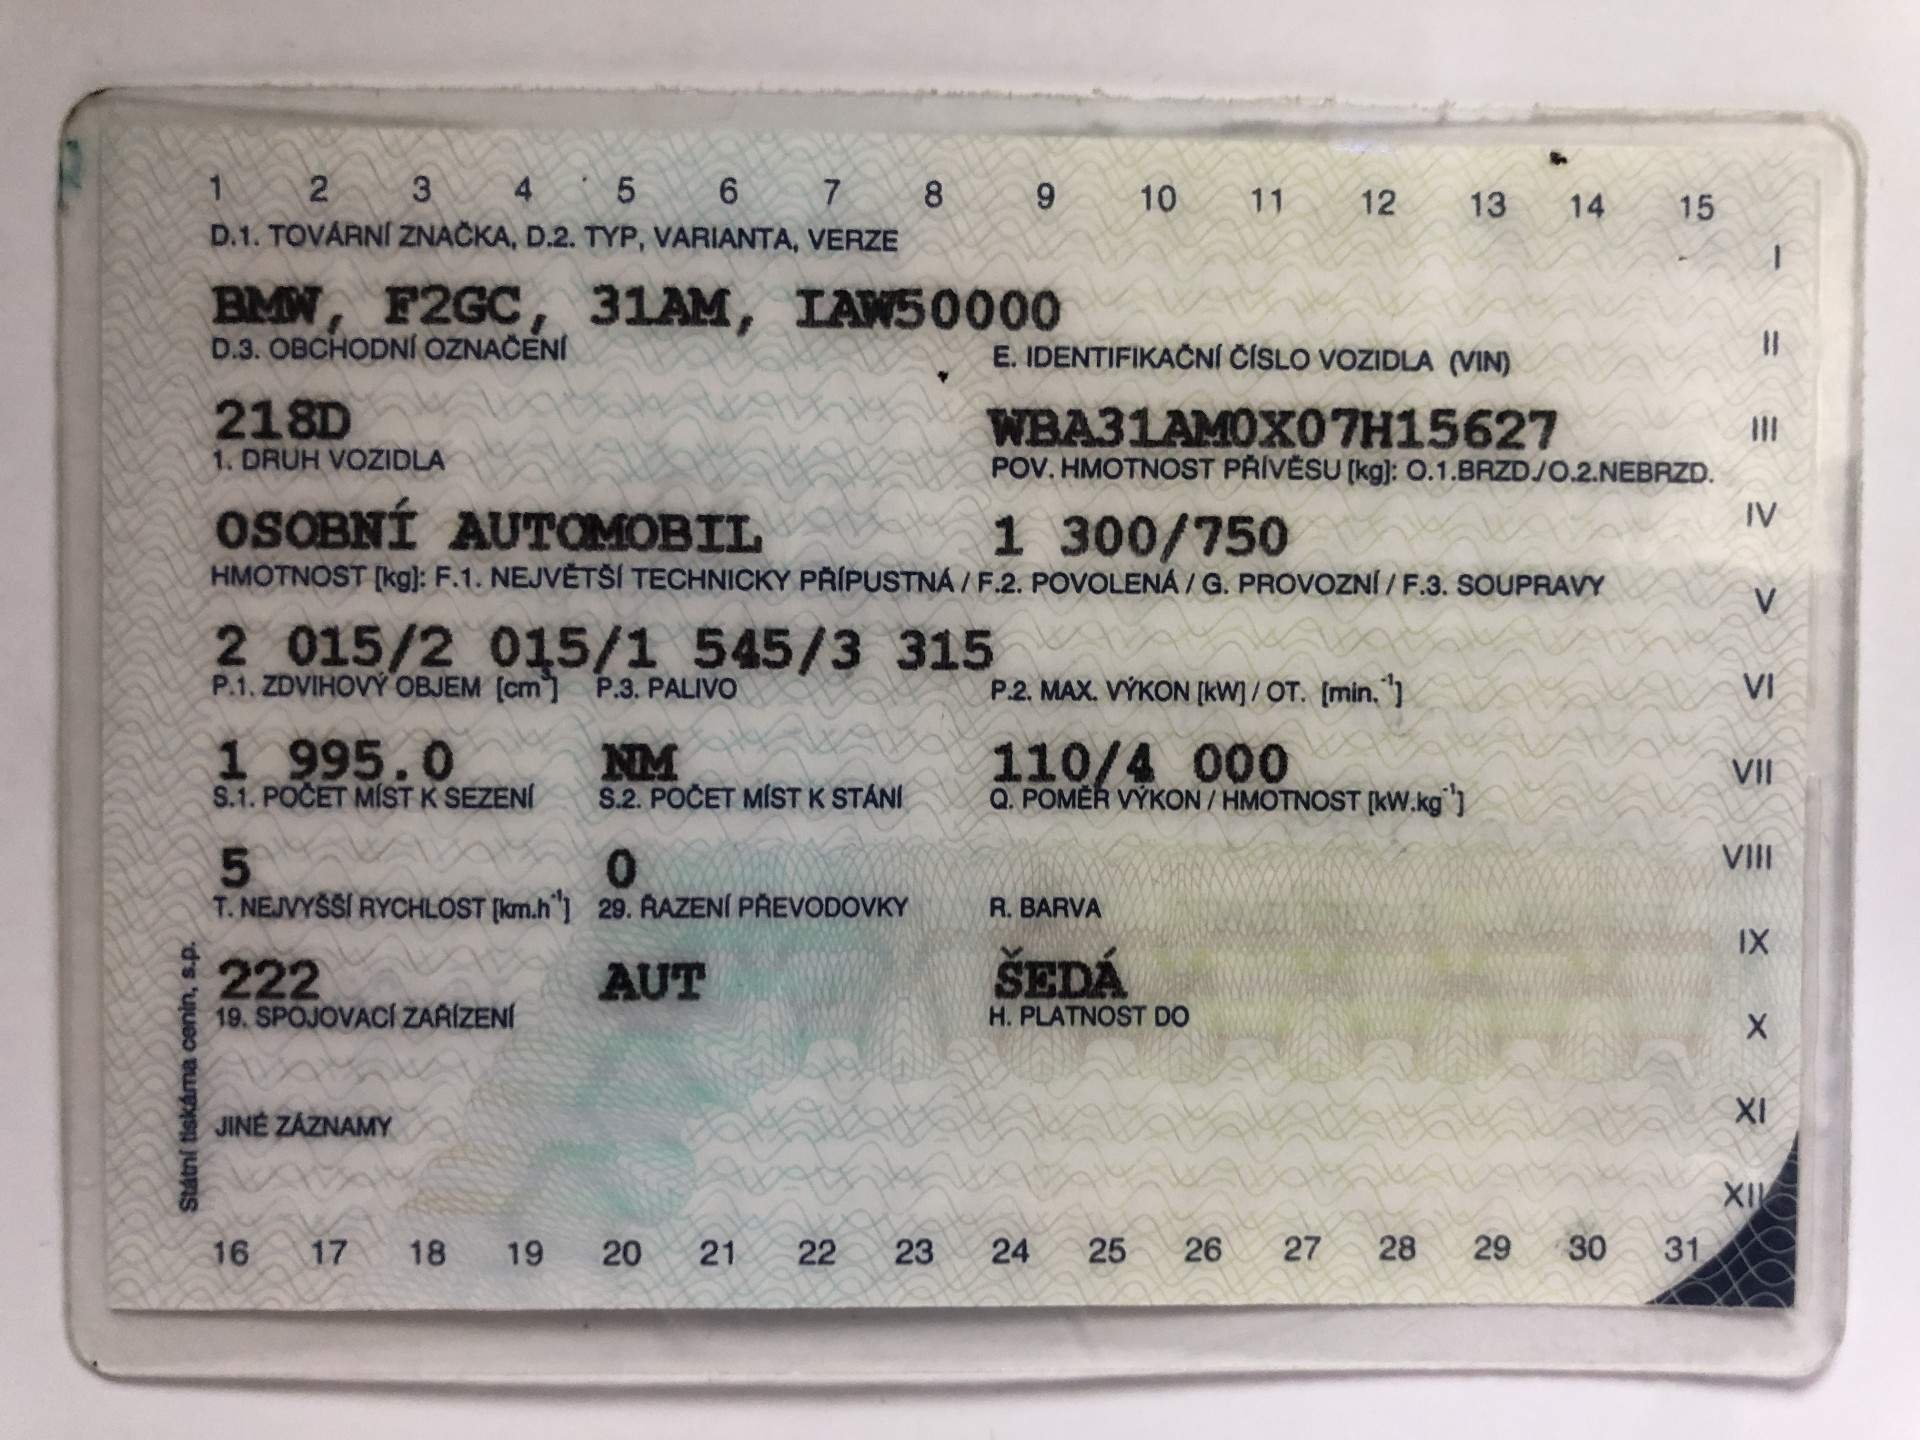 1 2 3 4 5 6 7 8 9 10 11 12 13 14 15
D.1. TOVÁRNÍ ZNAČKA, D.2. TYP, VARIANTA, VERZE
I
BMW, F2GC, 31AM, IAW50000
II
D.3. OBCHODNÍ OZNAČENÍ E. IDENTIFIKAČNÍ ČÍSLO VOZIDLA (VIN)
218D WBA31AM0X07H15627
III
1. DRUH VOZIDLA POV. HMOTNOST PŘÍVĚSU [kg]: O.1.BRZD./O.2.NEBRZD.
OSOBNÍ AUTOMOBIL 1 300/750
IV
HMOTNOST [kg]: F.1. NEJVĚTŠÍ TECHNICKY PŘÍPUSTNÁ / F.2. POVOLENÁ / G. PROVOZNÍ / F.3. SOUPRAVY
V
2 015/2 015/1 545/3 315
P.1. ZDVIHOVÝ OBJEM [cm³] P.3. PALIVO P.2. MAX. VÝKON [kW] / OT. [min.⁻¹]
VI
1 995.0 NM 110/4 000
VII
S.1. POČET MÍST K SEZENÍ S.2. POČET MÍST K STÁNÍ Q. POMĚR VÝKON / HMOTNOST [kW.kg⁻¹]
5 0
VIII
T. NEJVYŠŠÍ RYCHLOST [km.h⁻¹] 29. ŘAZENÍ PŘEVODOVKY R. BARVA
IX
222 AUT ŠEDÁ
19. SPOJOVACÍ ZAŘÍZENÍ H. PLATNOST DO
X
JINÉ ZÁZNAMY
XI
XII
16 17 18 19 20 21 22 23 24 25 26 27 28 29 30 31
Státní tiskárna cenin, s.p.